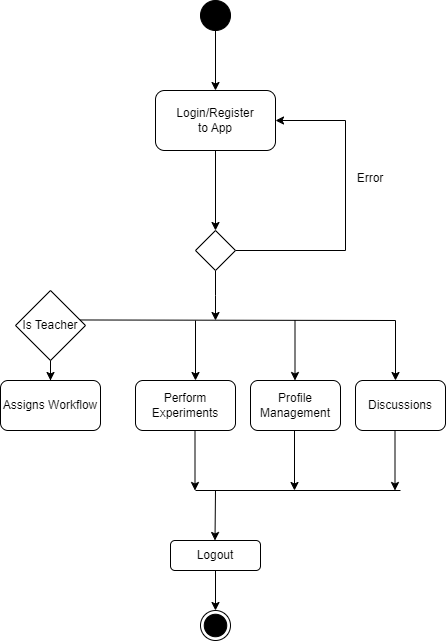 Login/Register
to App
Error
Is Teacher
Assigns Workflow
Perform
Experiments
Profile
Management
Discussions
Logout